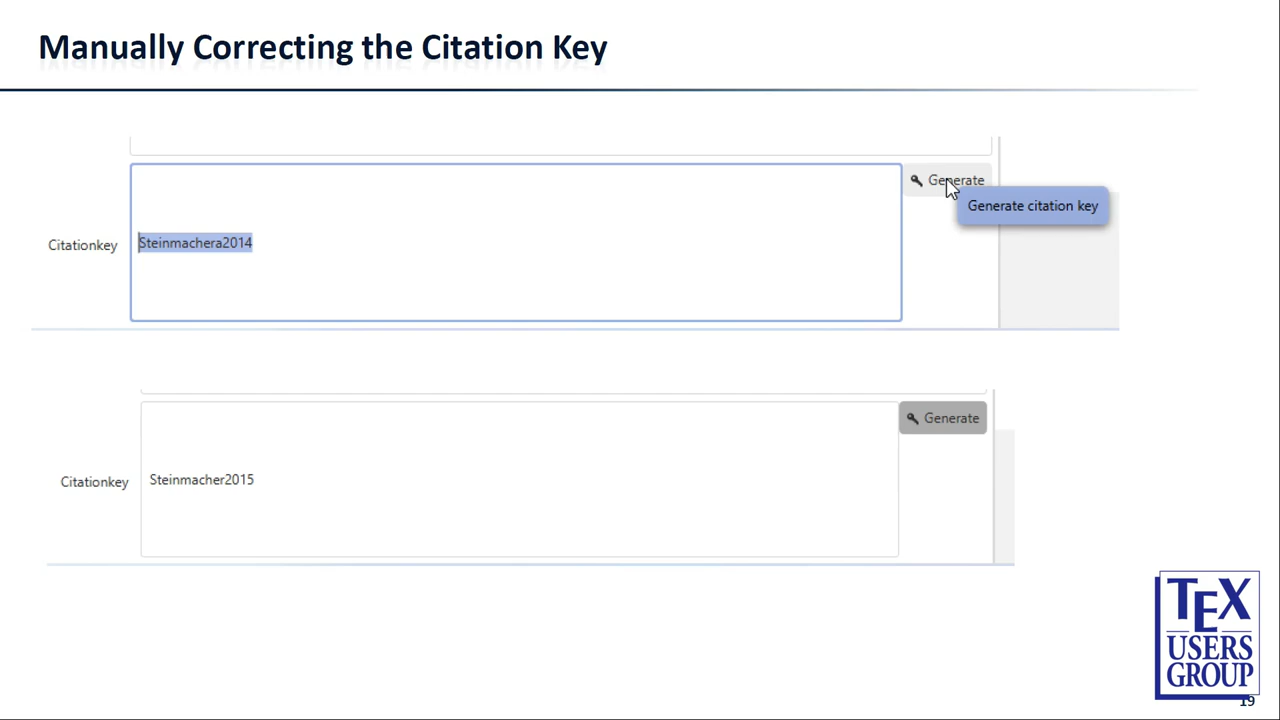 Manually Correcting the Citation Key
Generate
Generate citation key
Citationkey
Steinmachera2014
Generate
Citationkey
Steinmacher2015
TEX
USERS
GROUP
19